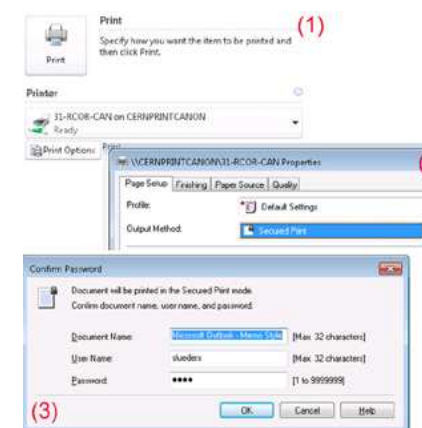 Print
(1)
Specify how you want the item to be printed and
then click Print.
Print
Printer
31-RCOR-CAN on CERNPRINTCANON
Ready
Print Options
Print
\\CERNPRINTCANON\31-RCOR-CAN Properties
Page Setup Finishing Paper Source Quality
Profile: Default Settings
Output Method: Secured Print
Confirm Password
Document will be printed in the Secured Print mode.
Confirm document name, user name, and password.
Document Name: Microsoft Outlook - Memo Style [Max. 32 characters]
User Name: slueders [Max. 32 characters]
Password: •••• [1 to 9999999]
(3)
OK Cancel Help